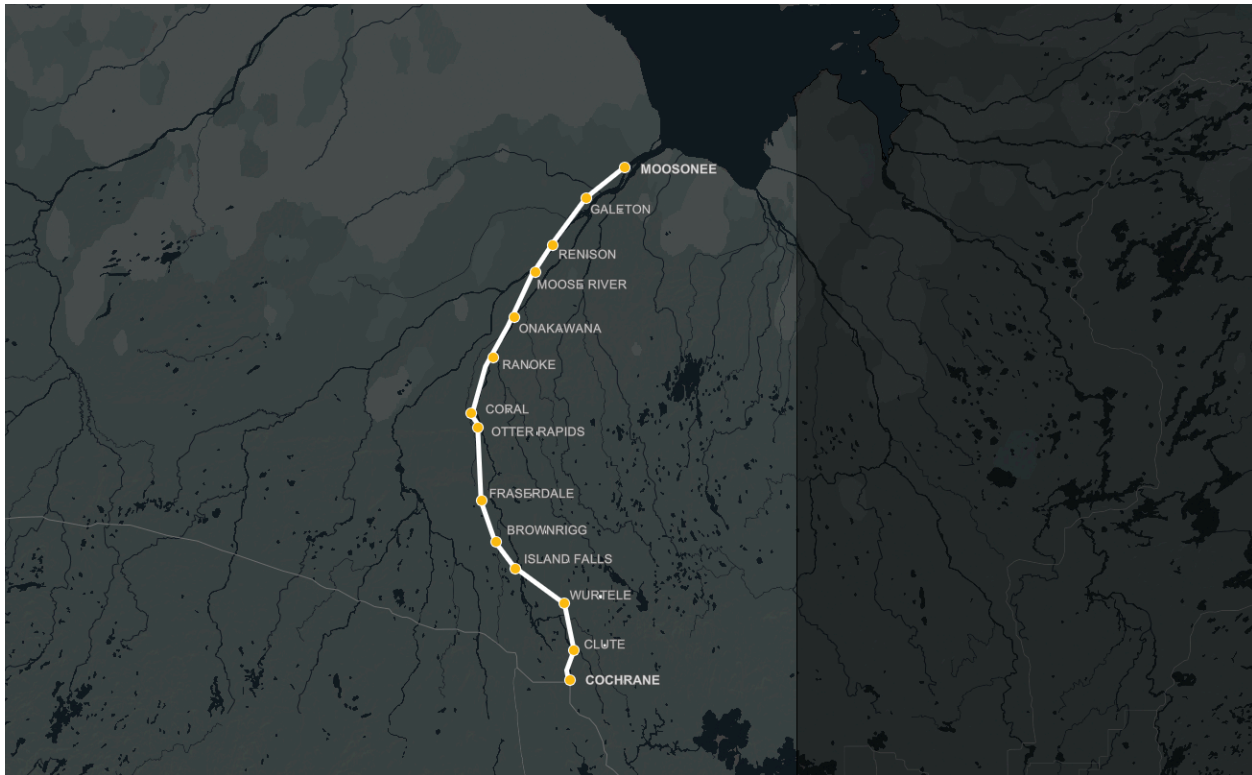 MOOSONEE
GALETON
RENISON
MOOSE RIVER
ONAKAWANA
RANOKE
CORAL
OTTER RAPIDS
FRASERDALE
BROWNRIGG
ISLAND FALLS
WURTELE
CLUTE
COCHRANE